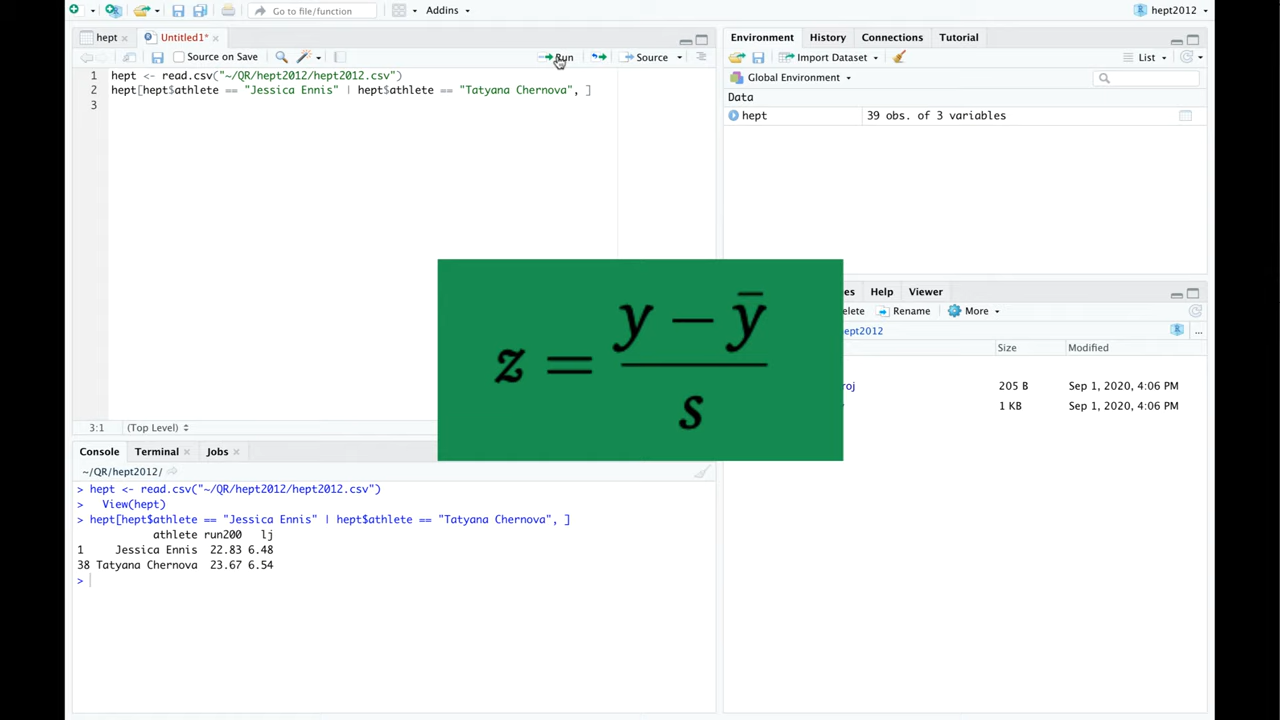 Go to file/function
Addins
hept2012
hept
Untitled1*
Source on Save
Run
Source
1 hept <- read.csv("~/QR/hept2012/hept2012.csv")
2 hept[hept$athlete == "Jessica Ennis" | hept$athlete == "Tatyana Chernova", ]
3
3:1 (Top Level)
Environment History Connections Tutorial
Import Dataset
List
Global Environment
Data
hept 39 obs. of 3 variables
Help Viewer
Rename More
Size Modified
205 B Sep 1, 2020, 4:06 PM
1 KB Sep 1, 2020, 4:06 PM
z = (y − ȳ) / s
Console Terminal Jobs
~/QR/hept2012/
> hept <- read.csv("~/QR/hept2012/hept2012.csv")
> View(hept)
> hept[hept$athlete == "Jessica Ennis" | hept$athlete == "Tatyana Chernova", ]
athlete run200 lj
1 Jessica Ennis 22.83 6.48
38 Tatyana Chernova 23.67 6.54
>